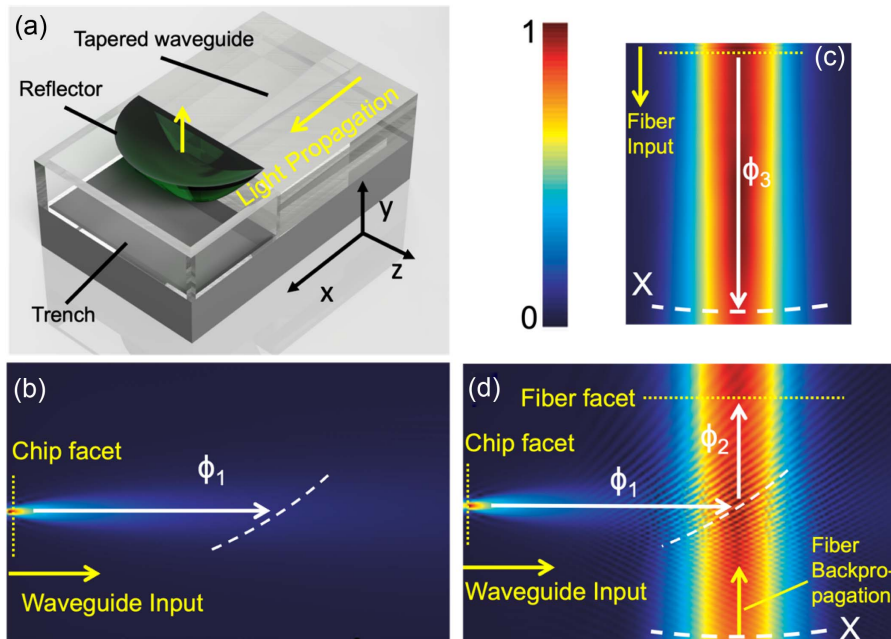 (a)
Tapered waveguide
Reflector
Light Propagation
Trench
y
z
x
1
0
(c)
Fiber
Input
ϕ3
X
(b)
Chip facet
ϕ1
Waveguide Input
(d)
Fiber facet
Chip facet
ϕ2
ϕ1
Waveguide Input
Fiber
Backpro-
pagation
X